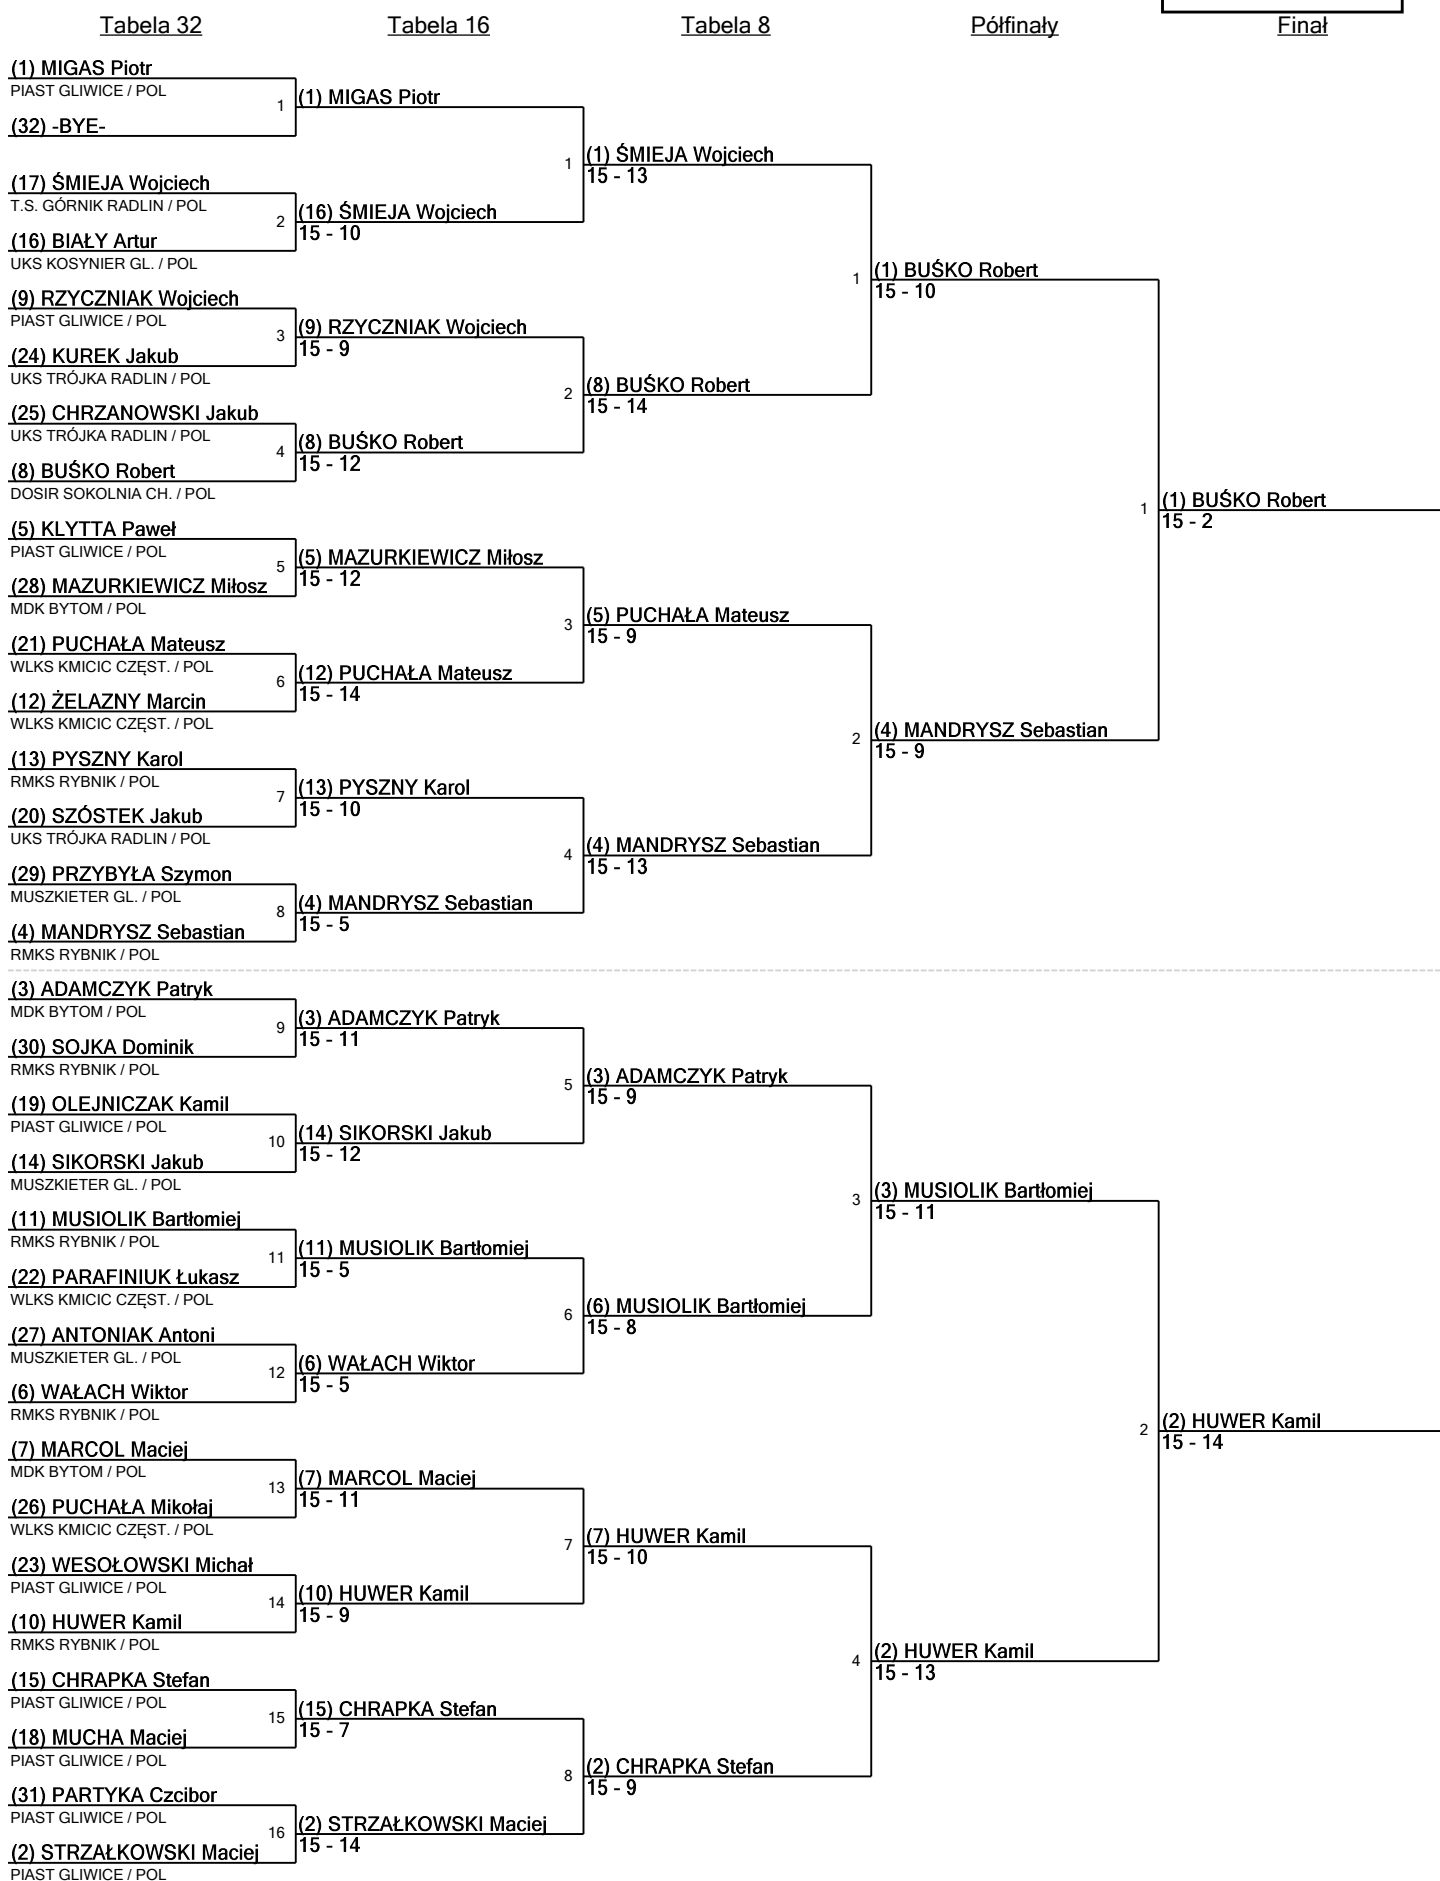 Tabela 32
Tabela 16
Tabela 8
Półfinały
Finał
(1) MIGAS Piotr
PIAST GLIWICE / POL
1
(32) -BYE-
(17) ŚMIEJA Wojciech
T.S. GÓRNIK RADLIN / POL
2
(16) BIAŁY Artur
UKS KOSYNIER GL. / POL
(9) RZYCZNIAK Wojciech
PIAST GLIWICE / POL
3
(24) KUREK Jakub
UKS TRÓJKA RADLIN / POL
(25) CHRZANOWSKI Jakub
UKS TRÓJKA RADLIN / POL
4
(8) BUŚKO Robert
DOSIR SOKOLNIA CH. / POL
(5) KLYTTA Paweł
PIAST GLIWICE / POL
5
(28) MAZURKIEWICZ Miłosz
MDK BYTOM / POL
(21) PUCHAŁA Mateusz
WLKS KMICIC CZĘST. / POL
6
(12) ŻELAZNY Marcin
WLKS KMICIC CZĘST. / POL
(13) PYSZNY Karol
RMKS RYBNIK / POL
7
(20) SZÓSTEK Jakub
UKS TRÓJKA RADLIN / POL
(29) PRZYBYŁA Szymon
MUSZKIETER GL. / POL
8
(4) MANDRYSZ Sebastian
RMKS RYBNIK / POL
(3) ADAMCZYK Patryk
MDK BYTOM / POL
9
(30) SOJKA Dominik
RMKS RYBNIK / POL
(19) OLEJNICZAK Kamil
PIAST GLIWICE / POL
10
(14) SIKORSKI Jakub
MUSZKIETER GL. / POL
(11) MUSIOLIK Bartłomiej
RMKS RYBNIK / POL
11
(22) PARAFINIUK Łukasz
WLKS KMICIC CZĘST. / POL
(27) ANTONIAK Antoni
MUSZKIETER GL. / POL
12
(6) WAŁACH Wiktor
RMKS RYBNIK / POL
(7) MARCOL Maciej
MDK BYTOM / POL
13
(26) PUCHAŁA Mikołaj
WLKS KMICIC CZĘST. / POL
(23) WESOŁOWSKI Michał
PIAST GLIWICE / POL
14
(10) HUWER Kamil
RMKS RYBNIK / POL
(15) CHRAPKA Stefan
PIAST GLIWICE / POL
15
(18) MUCHA Maciej
PIAST GLIWICE / POL
(31) PARTYKA Czcibor
PIAST GLIWICE / POL
16
(2) STRZAŁKOWSKI Maciej
PIAST GLIWICE / POL
(1) MIGAS Piotr
1
(16) ŚMIEJA Wojciech
15 - 10
(9) RZYCZNIAK Wojciech
15 - 9
2
(8) BUŚKO Robert
15 - 12
(5) MAZURKIEWICZ Miłosz
15 - 12
3
(12) PUCHAŁA Mateusz
15 - 14
(13) PYSZNY Karol
15 - 10
4
(4) MANDRYSZ Sebastian
15 - 5
(3) ADAMCZYK Patryk
15 - 11
5
(14) SIKORSKI Jakub
15 - 12
(11) MUSIOLIK Bartłomiej
15 - 5
6
(6) WAŁACH Wiktor
15 - 5
(7) MARCOL Maciej
15 - 11
7
(10) HUWER Kamil
15 - 9
(15) CHRAPKA Stefan
15 - 7
8
(2) STRZAŁKOWSKI Maciej
15 - 14
(1) ŚMIEJA Wojciech
15 - 13
1
(8) BUŚKO Robert
15 - 14
(5) PUCHAŁA Mateusz
15 - 9
2
(4) MANDRYSZ Sebastian
15 - 13
(3) ADAMCZYK Patryk
15 - 9
3
(6) MUSIOLIK Bartłomiej
15 - 8
(7) HUWER Kamil
15 - 10
4
(2) CHRAPKA Stefan
15 - 9
(1) BUŚKO Robert
15 - 10
1
(4) MANDRYSZ Sebastian
15 - 9
(3) MUSIOLIK Bartłomiej
15 - 11
2
(2) HUWER Kamil
15 - 13
(1) BUŚKO Robert
15 - 2
(2) HUWER Kamil
15 - 14